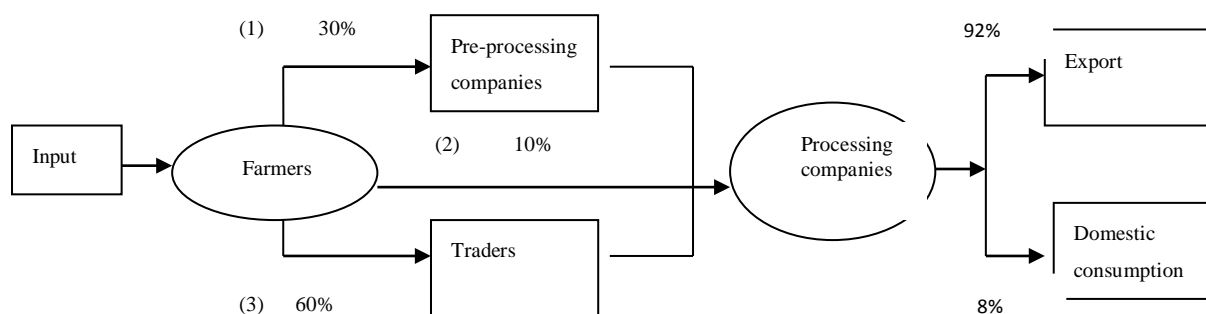 (1) 30%
Pre-processing
companies
92%
Export
Input
Farmers
(2) 10%
Processing
companies
Traders
Domestic
consumption
(3) 60%
8%